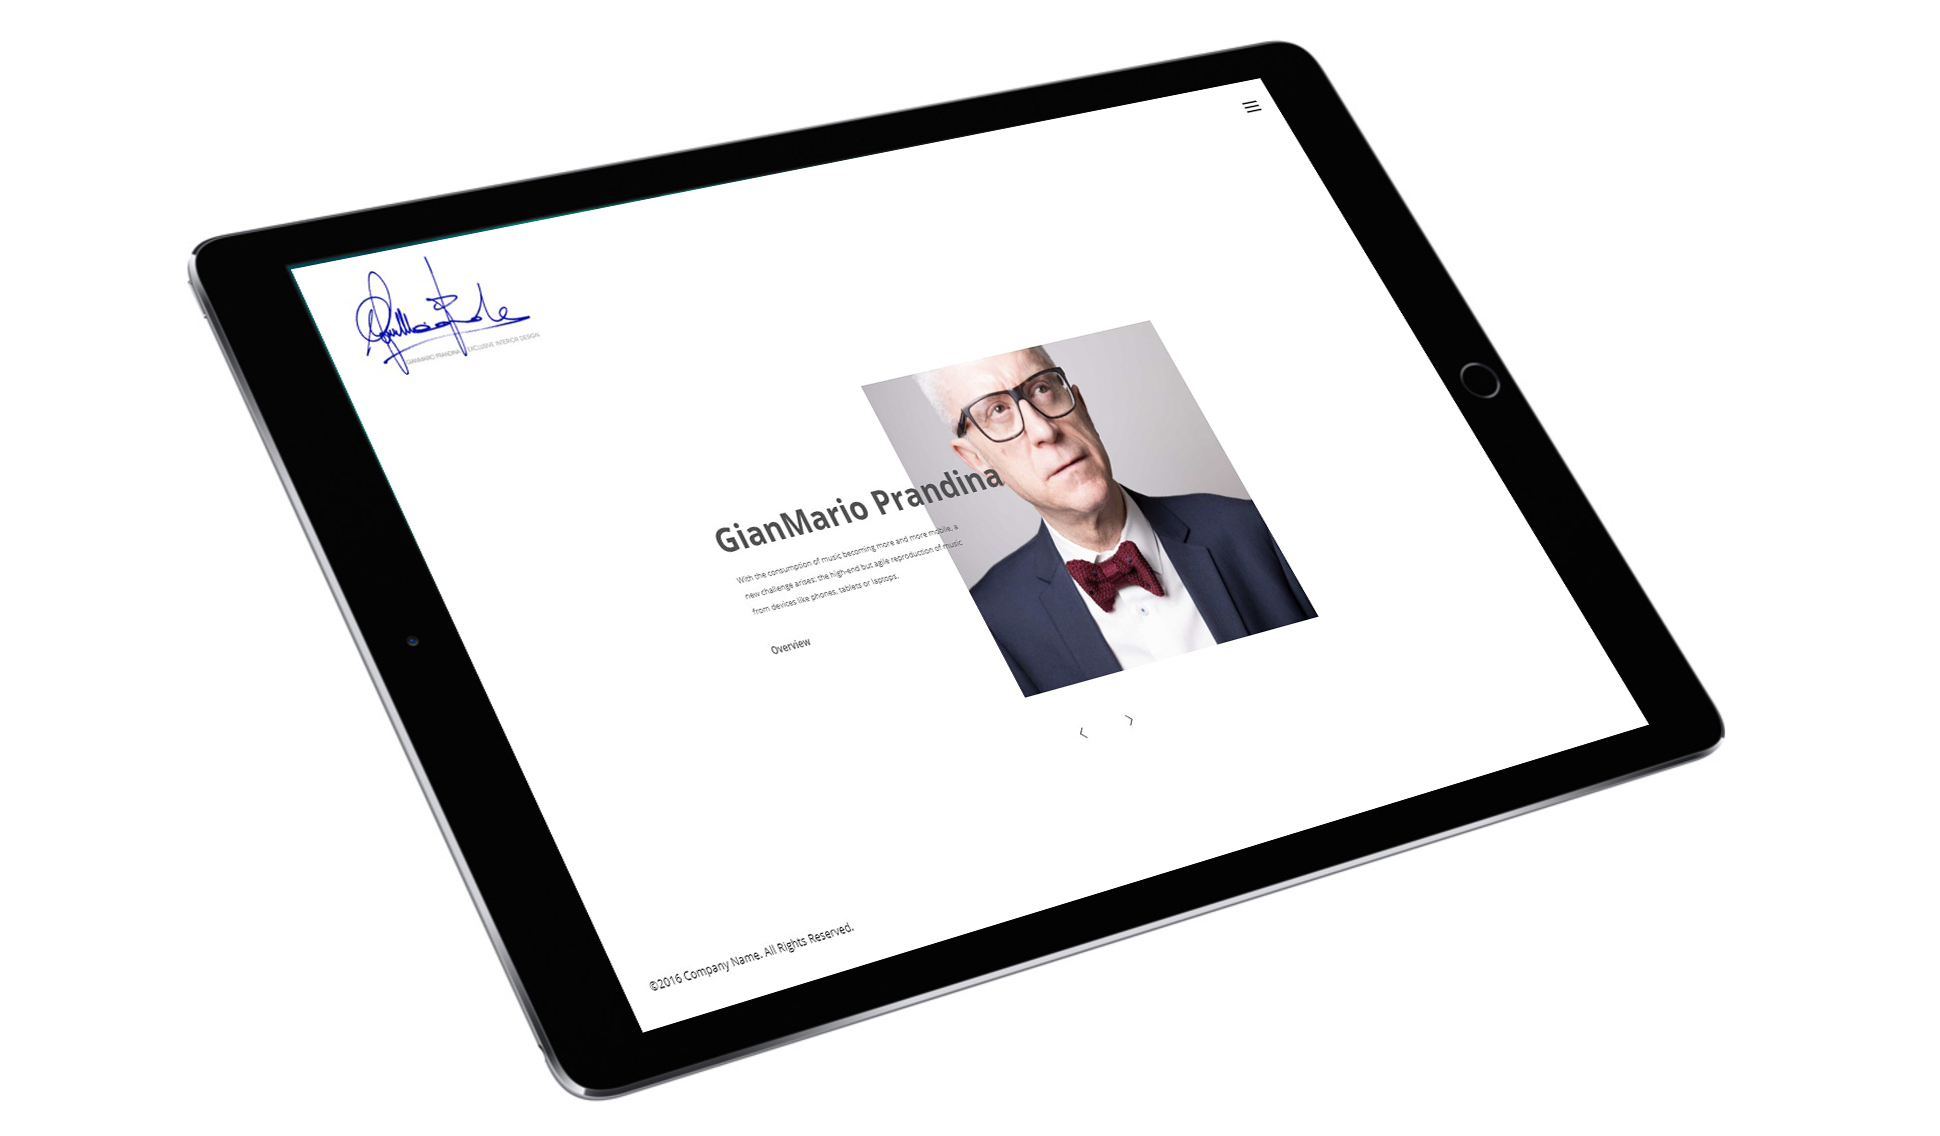 GIANMARIO PRANDINA EXCLUSIVE INTERIOR DESIGN
GianMario Prandina
With the consumption of music becoming more and more mobile, a
new challenge arises: the high-end but agile reproduction of music
from devices like phones, tablets or laptops.
Overview
©2016 Company Name. All Rights Reserved.